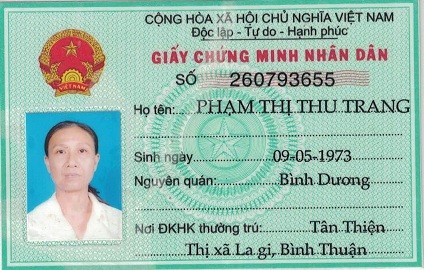 CỘNG HÒA XÃ HỘI CHỦ NGHĨA VIỆT NAM
Độc lập - Tự do - Hạnh phúc
GIẤY CHỨNG MINH NHÂN DÂN
SỐ 260793655
VIỆT NAM
Họ tên: PHẠM THỊ THU TRANG
Sinh ngày 09-05-1973
Nguyên quán: Bình Dương
Nơi ĐKHK thường trú: Tân Thiện
Thị xã La gi, Bình Thuận